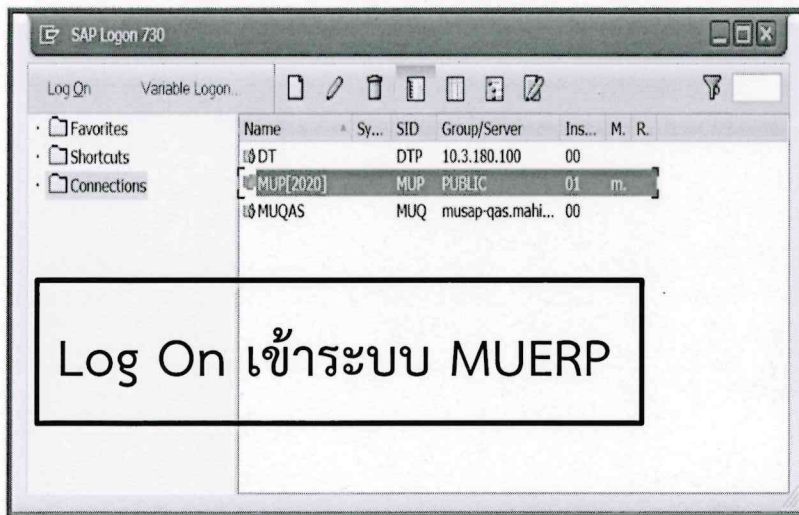 SAP Logon 730
Log On Variable Logon...
Favorites
Shortcuts
Connections
Name Sy... SID Group/Server Ins... M. R.
DT DTP 10.3.180.100 00
MUP[2020] MUP PUBLIC 01 m.
MUQAS MUQ musap-qas.mahi... 00
Log On เข้าระบบ MUERP